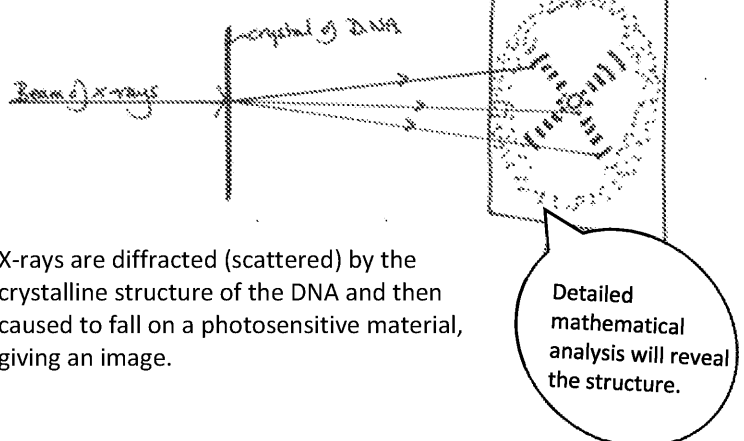 crystal of DNA
Beam of x-rays
X-rays are diffracted (scattered) by the
crystalline structure of the DNA and then
caused to fall on a photosensitive material,
giving an image.
Detailed
mathematical
analysis will reveal
the structure.